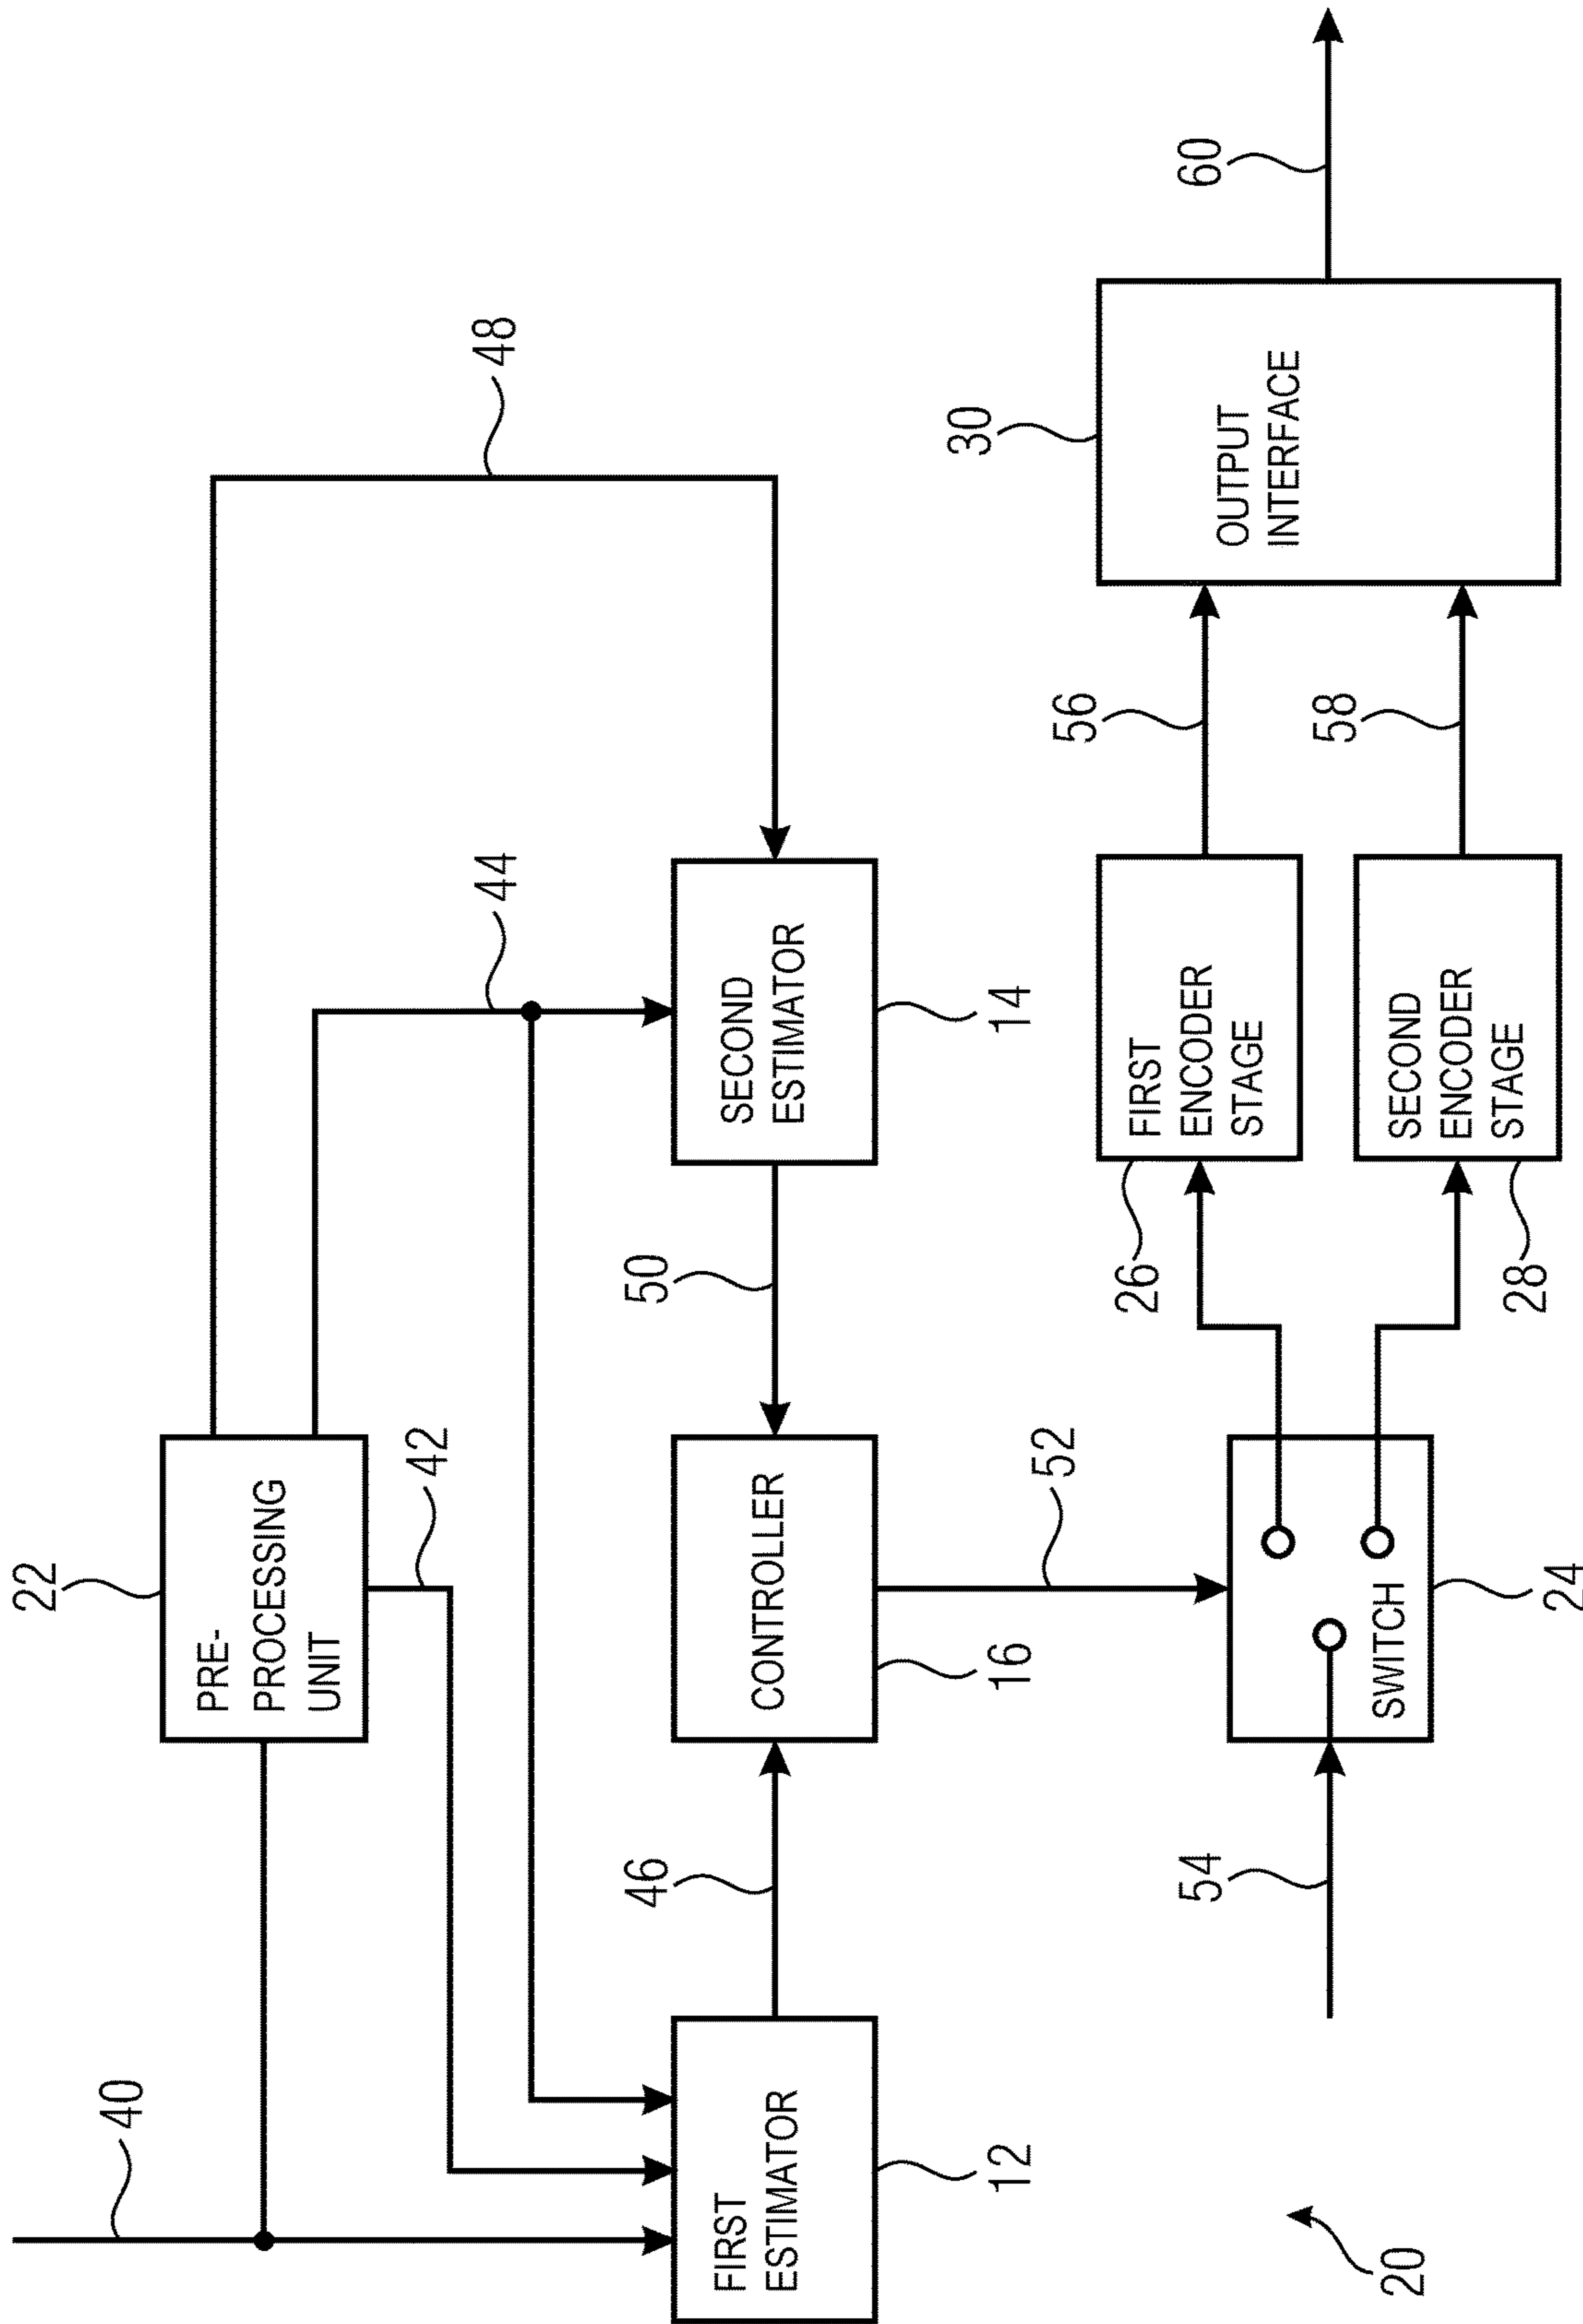 40
22
PRE-
PROCESSING
UNIT
42
44
48
FIRST
ESTIMATOR
12
46
CONTROLLER
16
50
SECOND
ESTIMATOR
14
52
54
SWITCH
24
26
FIRST
ENCODER
STAGE
28
SECOND
ENCODER
STAGE
56
58
30
OUTPUT
INTERFACE
60
20